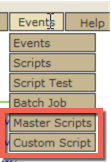 Events Help
Events
Scripts
Script Test
Batch Job
Master Scripts
Custom Script